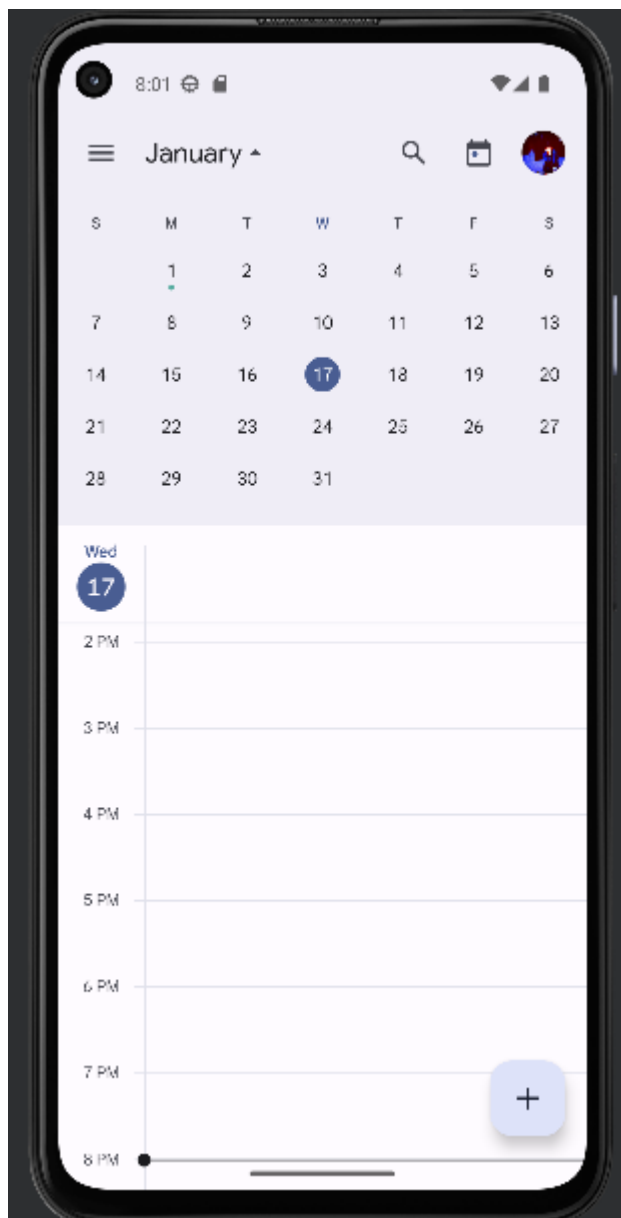 8:01
January
S M T W T F S
1 2 3 4 5 6
7 8 9 10 11 12 13
14 15 16 17 18 19 20
21 22 23 24 25 26 27
28 29 30 31
Wed
17
2 PM
3 PM
4 PM
5 PM
6 PM
7 PM
8 PM